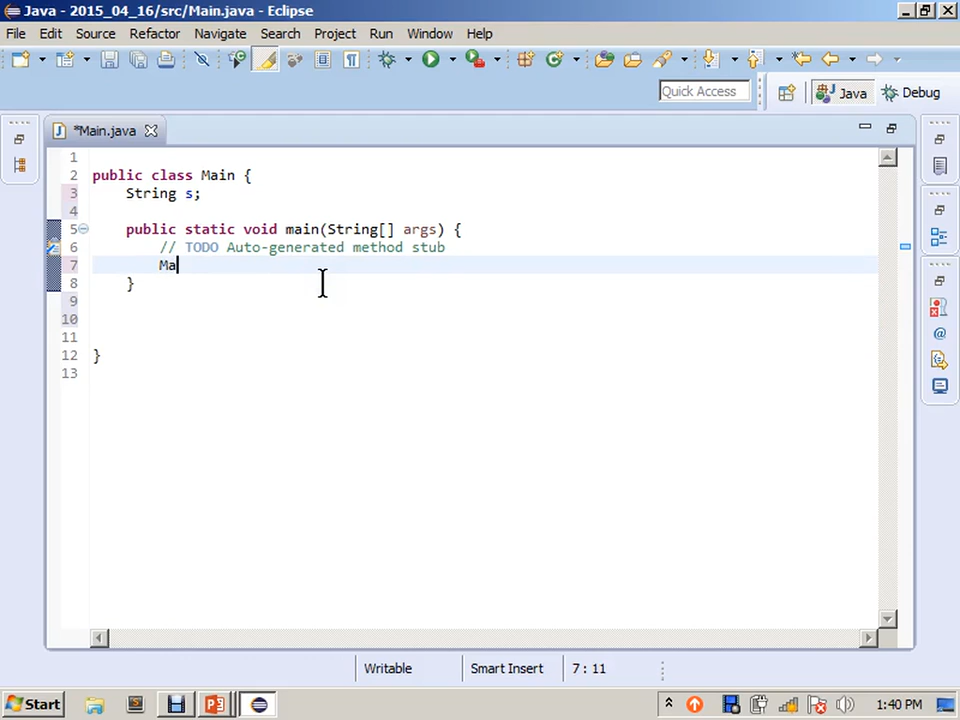 Java - 2015_04_16/src/Main.java - Eclipse
File Edit Source Refactor Navigate Search Project Run Window Help
Quick Access Java Debug
*Main.java
1
2 public class Main {
3 String s;
4
5 public static void main(String[] args) {
6 // TODO Auto-generated method stub
7 Ma
8 }
9
10
11
12 }
13
Writable Smart Insert 7 : 11
Start 1:40 PM